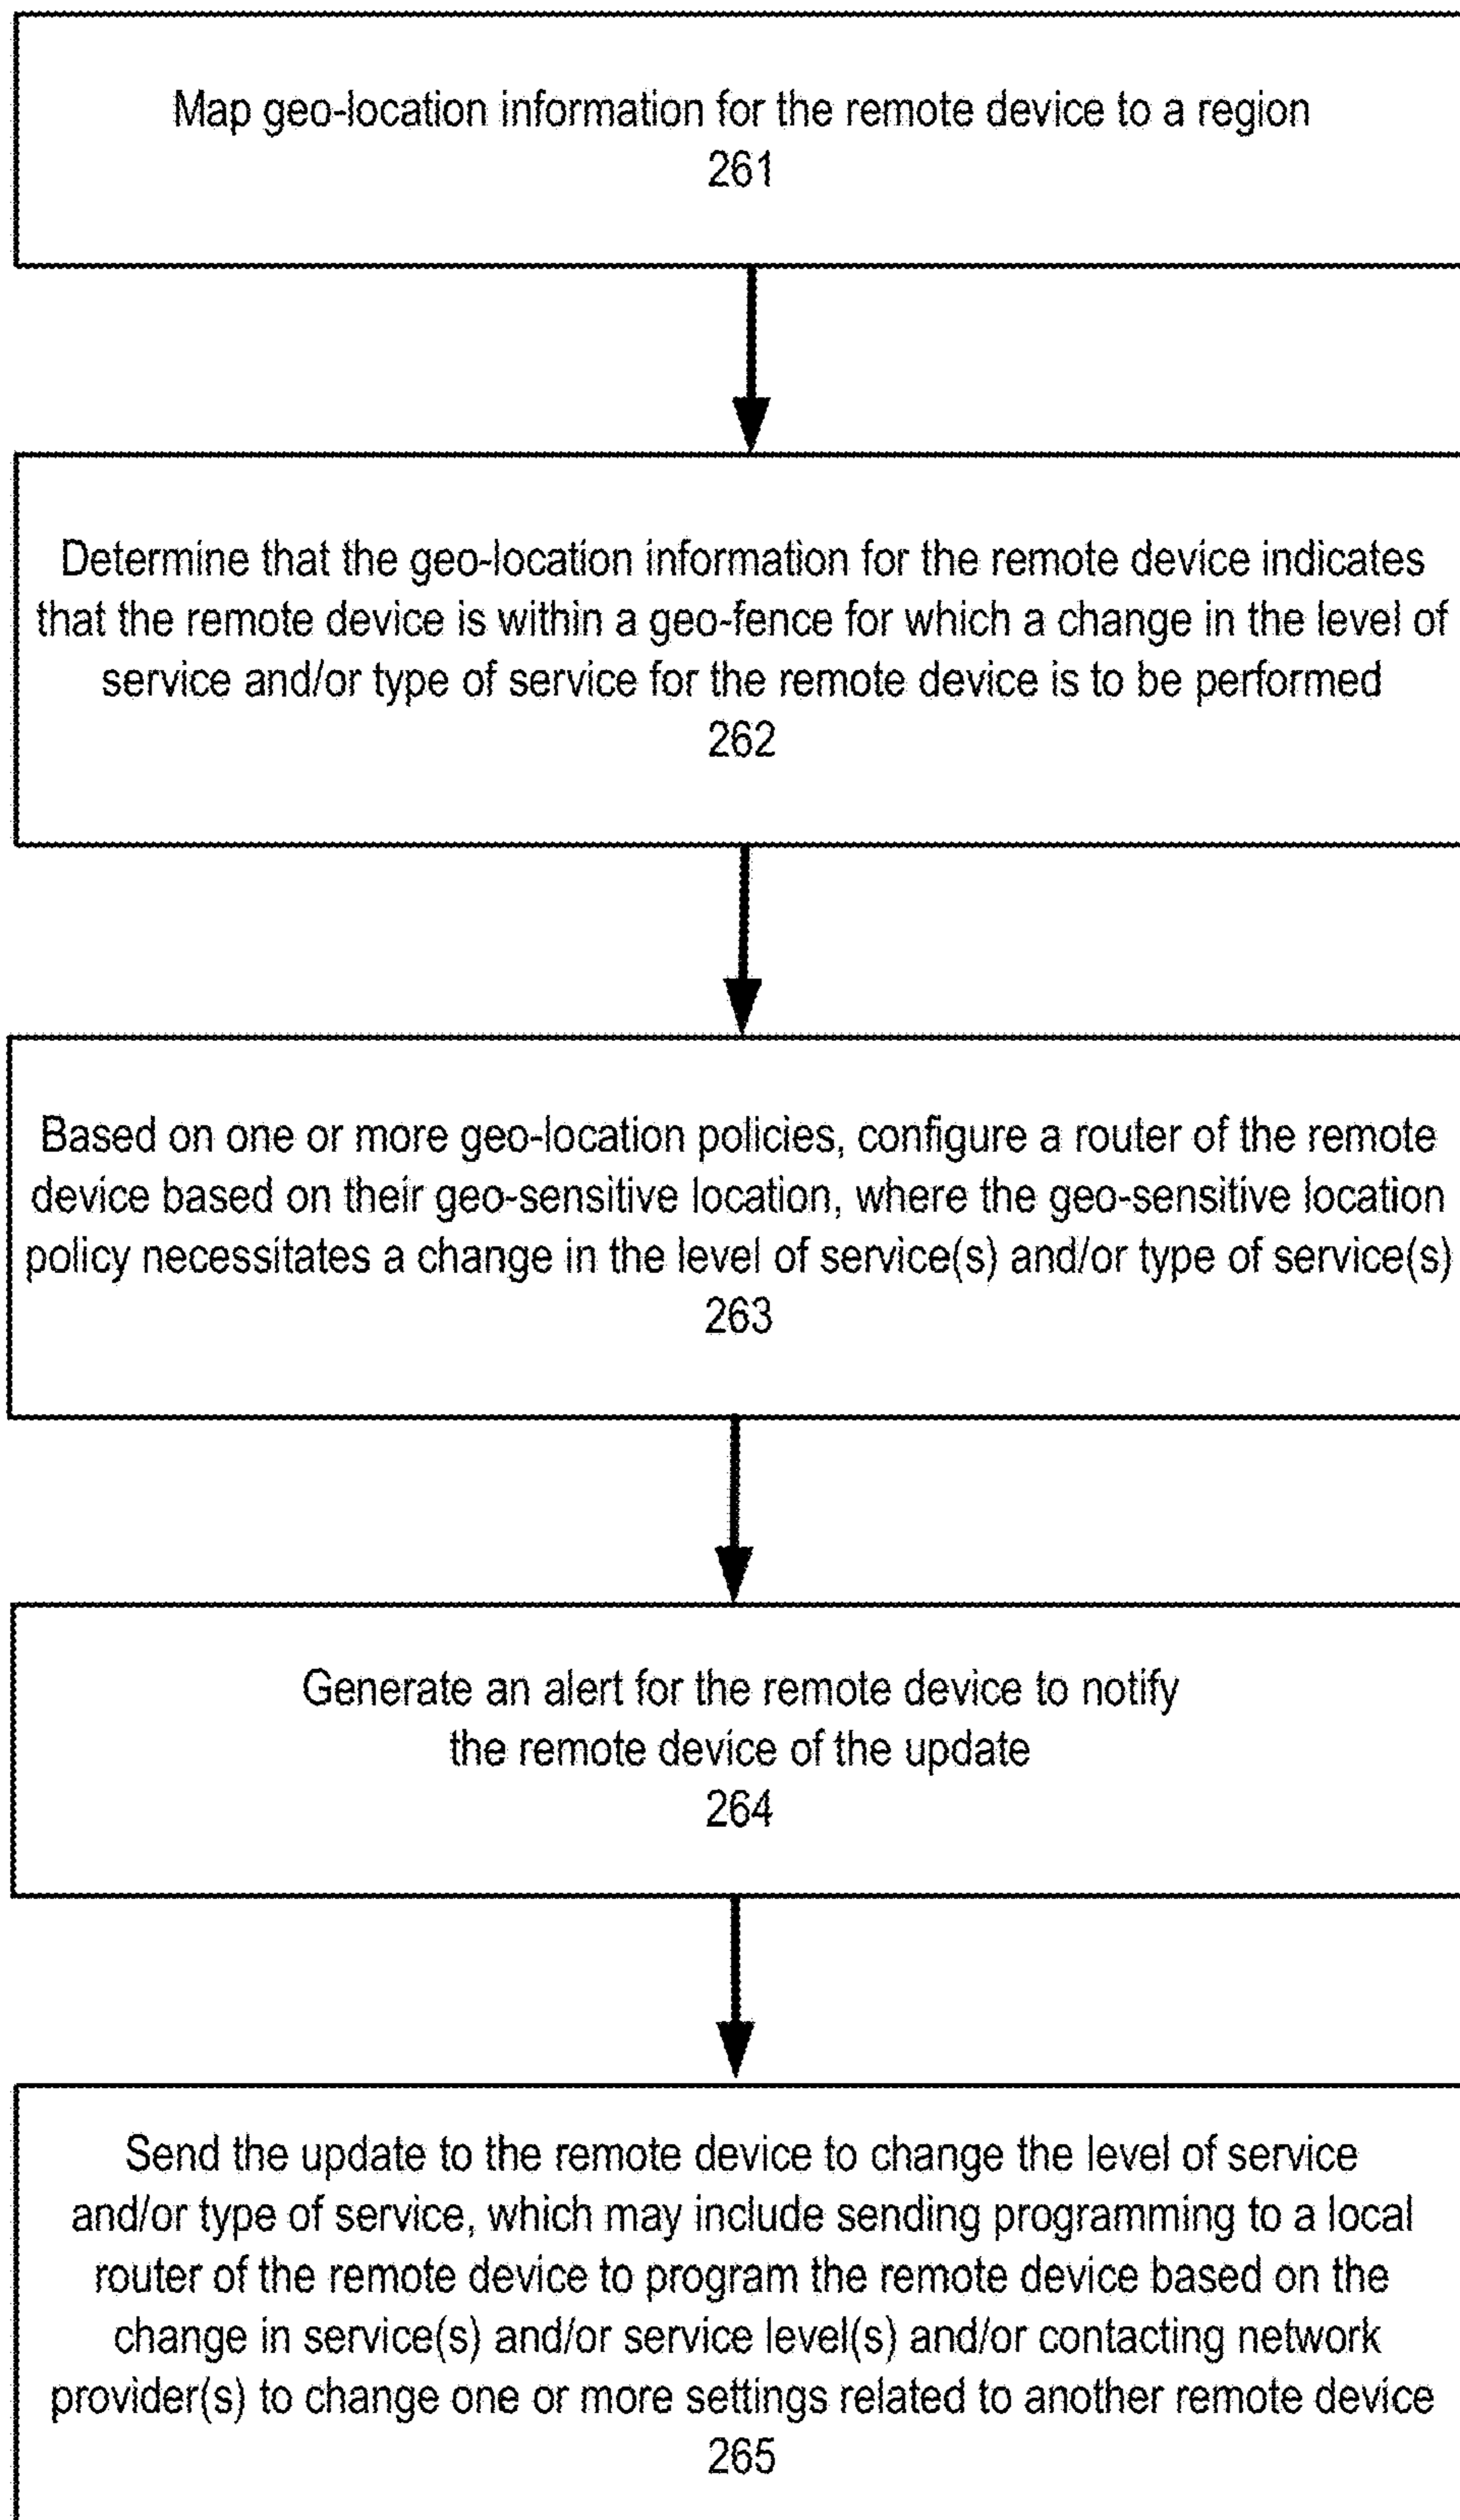 Map geo-location information for the remote device to a region
261
Determine that the geo-location information for the remote device indicates
that the remote device is within a geo-fence for which a change in the level of
service and/or type of service for the remote device is to be performed
262
Based on one or more geo-location policies, configure a router of the remote
device based on their geo-sensitive location, where the geo-sensitive location
policy necessitates a change in the level of service(s) and/or type of service(s)
263
Generate an alert for the remote device to notify
the remote device of the update
264
Send the update to the remote device to change the level of service
and/or type of service, which may include sending programming to a local
router of the remote device to program the remote device based on the
change in service(s) and/or service level(s) and/or contacting network
provider(s) to change one or more settings related to another remote device
265